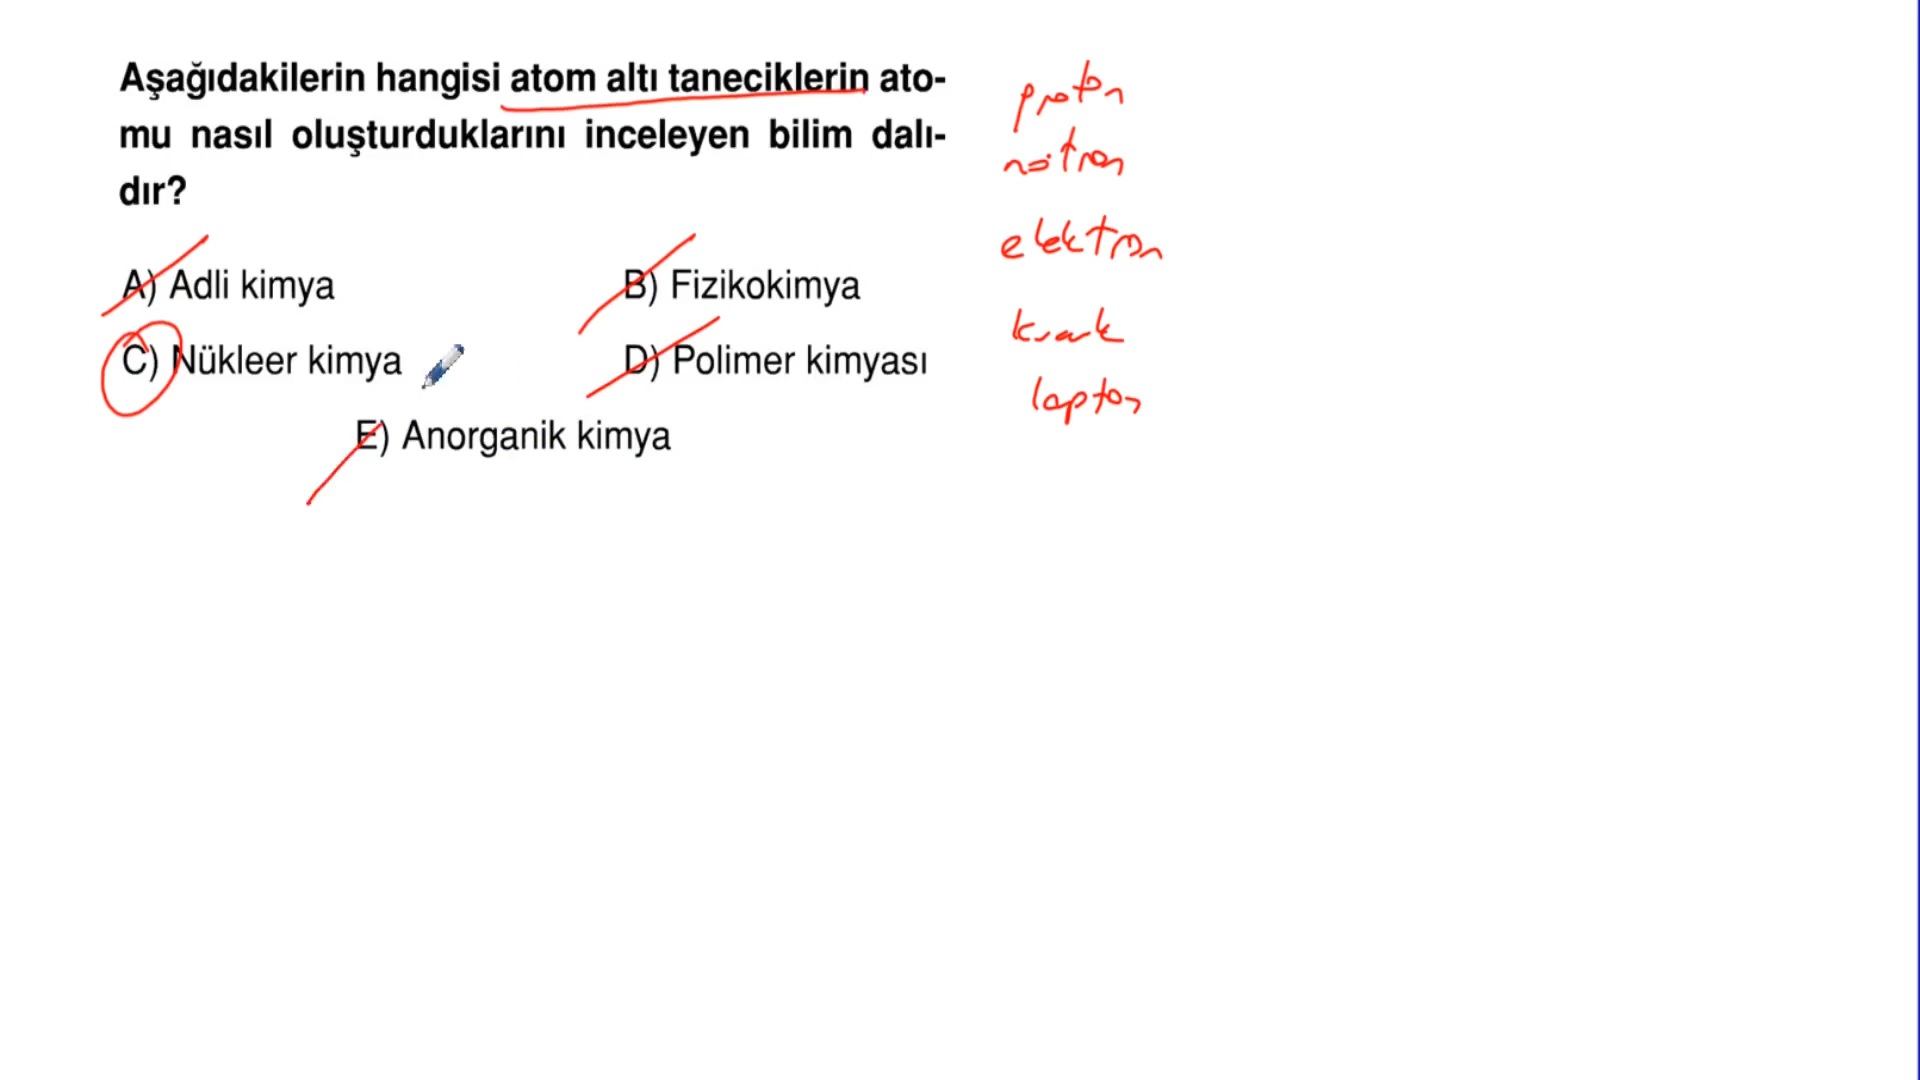 Aşağıdakilerin hangisi atom altı taneciklerin ato-
mu nasıl oluşturduklarını inceleyen bilim dalı-
dır?
A) Adli kimya
B) Fizikokimya
C) Nükleer kimya
D) Polimer kimyası
E) Anorganik kimya
proton
nötron
elektron
kuark
lepton